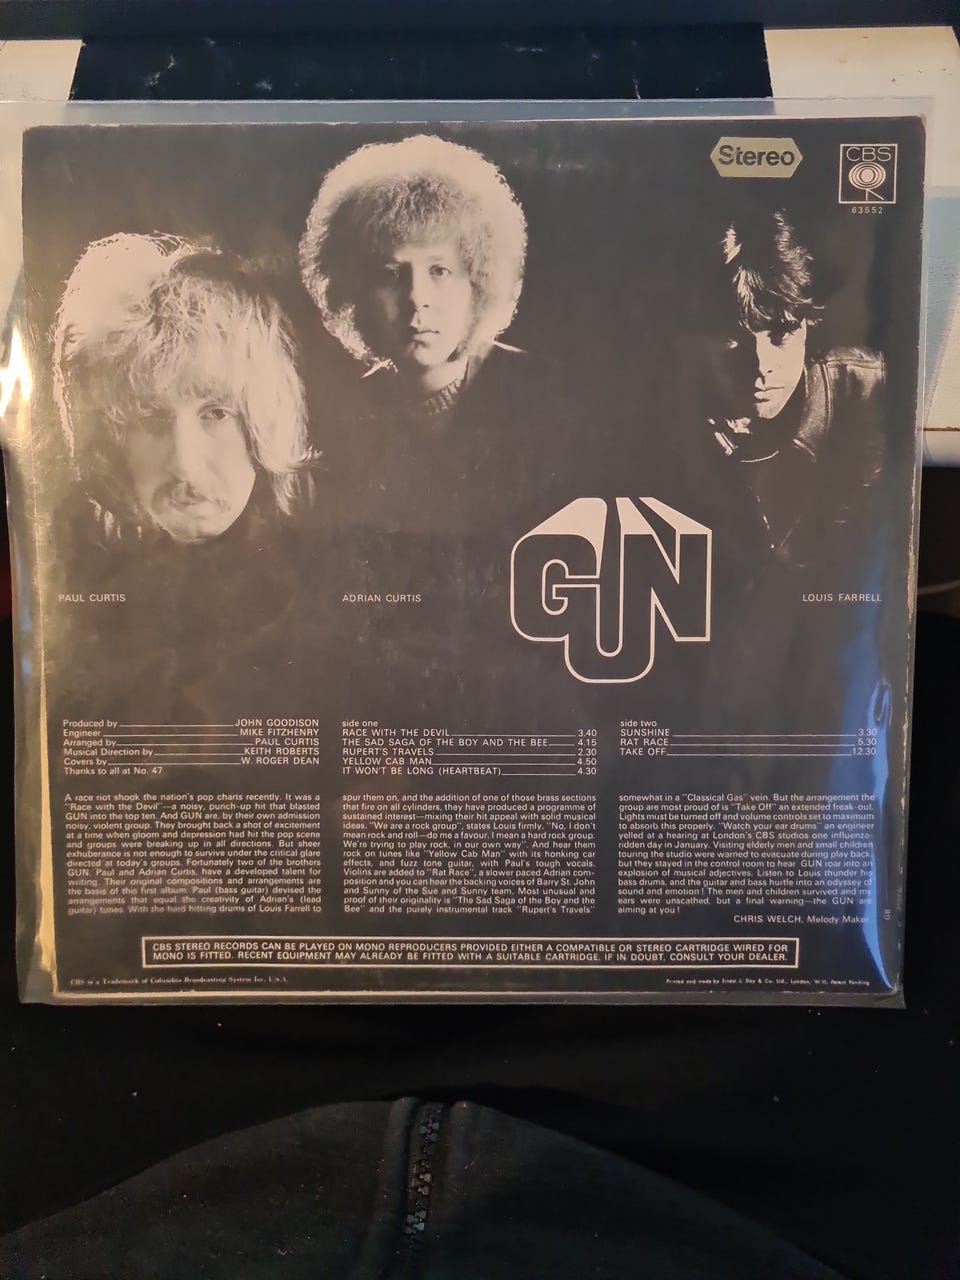 Stereo
CBS
63552
PAUL CURTIS
ADRIAN CURTIS
GUN
LOUIS FARRELL
Produced by JOHN GOODISON
Engineer MIKE FITZHENRY
Arranged by PAUL CURTIS
Musical Direction by KEITH ROBERTS
Covers by W. ROGER DEAN
Thanks to all at No. 47
side one
RACE WITH THE DEVIL 3.40
THE SAD SAGA OF THE BOY AND THE BEE 4.15
RUPERT'S TRAVELS 2.30
YELLOW CAB MAN 4.50
IT WON'T BE LONG (HEARTBEAT) 4.30
side two
SUNSHINE 3.30
RAT RACE 5.30
TAKE OFF 12.30
A race riot shook the nation's pop charts recently. It was a
"Race with the Devil"—a noisy, punch-up hit that blasted
GUN into the top ten. And GUN are, by their own admission
noisy, violent group. They brought back a shot of excitement
at a time when gloom and depression had hit the pop scene
and groups were breaking up in all directions. But sheer
exhuberance is not enough to survive under the critical glare
directed at today's groups. Fortunately two of the brothers
GUN, Paul and Adrian Curtis, have a developed talent for
writing. Their original compositions and arrangements are
the basis of this first album. Paul (bass guitar) devised the
arrangements that equal the creativity of Adrian's (lead
guitar) tunes. With the hard hitting drums of Louis Farrell to
spur them on, and the addition of one of those brass sections
that fire on all cylinders, they have produced a programme of
sustained interest—mixing their hit appeal with solid musical
ideas. "We are a rock group", states Louis firmly. "No, I don't
mean rock and roll—do me a favour, I mean a hard rock group.
We're trying to play rock, in our own way". And hear them
rock on tunes like "Yellow Cab Man" with its honking car
effects, and fuzz tone guitar, with Paul's tough vocals.
Violins are added to "Rat Race", a slower paced Adrian com-
position and you can hear the backing voices of Barry St. John
and Sunny of the Sue and Sunny team. Most unusual and
proof of their originality is "The Sad Saga of the Boy and the
Bee" and the purely instrumental track "Rupert's Travels"
somewhat in a "Classical Gas" vein. But the arrangement the
group are most proud of is "Take Off" an extended freak-out.
Lights must be turned off and volume controls set to maximum
to absorb this properly. "Watch your ear drums" an engineer
yelled at a hearing at London's CBS studios one influenza-
ridden day in January. Visiting elderly men and small children
touring the studio were warned to evacuate during play back,
but they stayed in the control room to hear GUN roar into an
explosion of musical adjectives. Listen to Louis thunder his
bass drums, and the guitar and bass hurtle into an odyssey of
sound and emotion! The men and children survived and my
ears were unscathed, but a final warning—the GUN are
aiming at you!
CHRIS WELCH, Melody Maker
GB
CBS STEREO RECORDS CAN BE PLAYED ON MONO REPRODUCERS PROVIDED EITHER A COMPATIBLE OR STEREO CARTRIDGE WIRED FOR
MONO IS FITTED. RECENT EQUIPMENT MAY ALREADY BE FITTED WITH A SUITABLE CARTRIDGE. IF IN DOUBT, CONSULT YOUR DEALER.
CBS is a Trademark of Columbia Broadcasting System Inc., U.S.A.
Printed and made by Ernest J. Day & Co. Ltd., London, W.11. Patent Pending